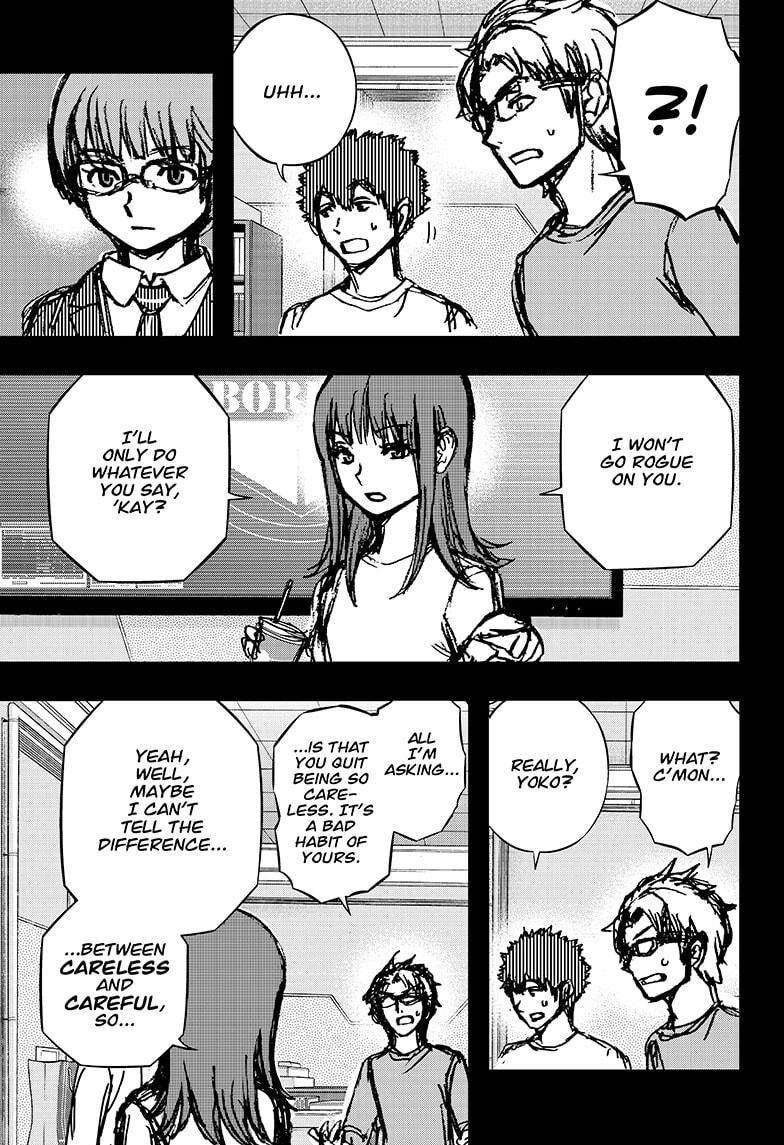 ?!
UHH...
I WON'T
GO ROGUE
ON YOU.
BOR
I'LL
ONLY DO
WHATEVER
YOU SAY,
'KAY?
WHAT?
C'MON...
REALLY,
YOKO?
ALL
I'M
ASKING...
...IS THAT
YOU QUIT
BEING SO
CARE-
LESS. IT'S
A BAD
HABIT OF
YOURS.
YEAH,
WELL,
MAYBE
I CAN'T
TELL THE
DIFFERENCE...
...BETWEEN
CARELESS
AND
CAREFUL,
SO...